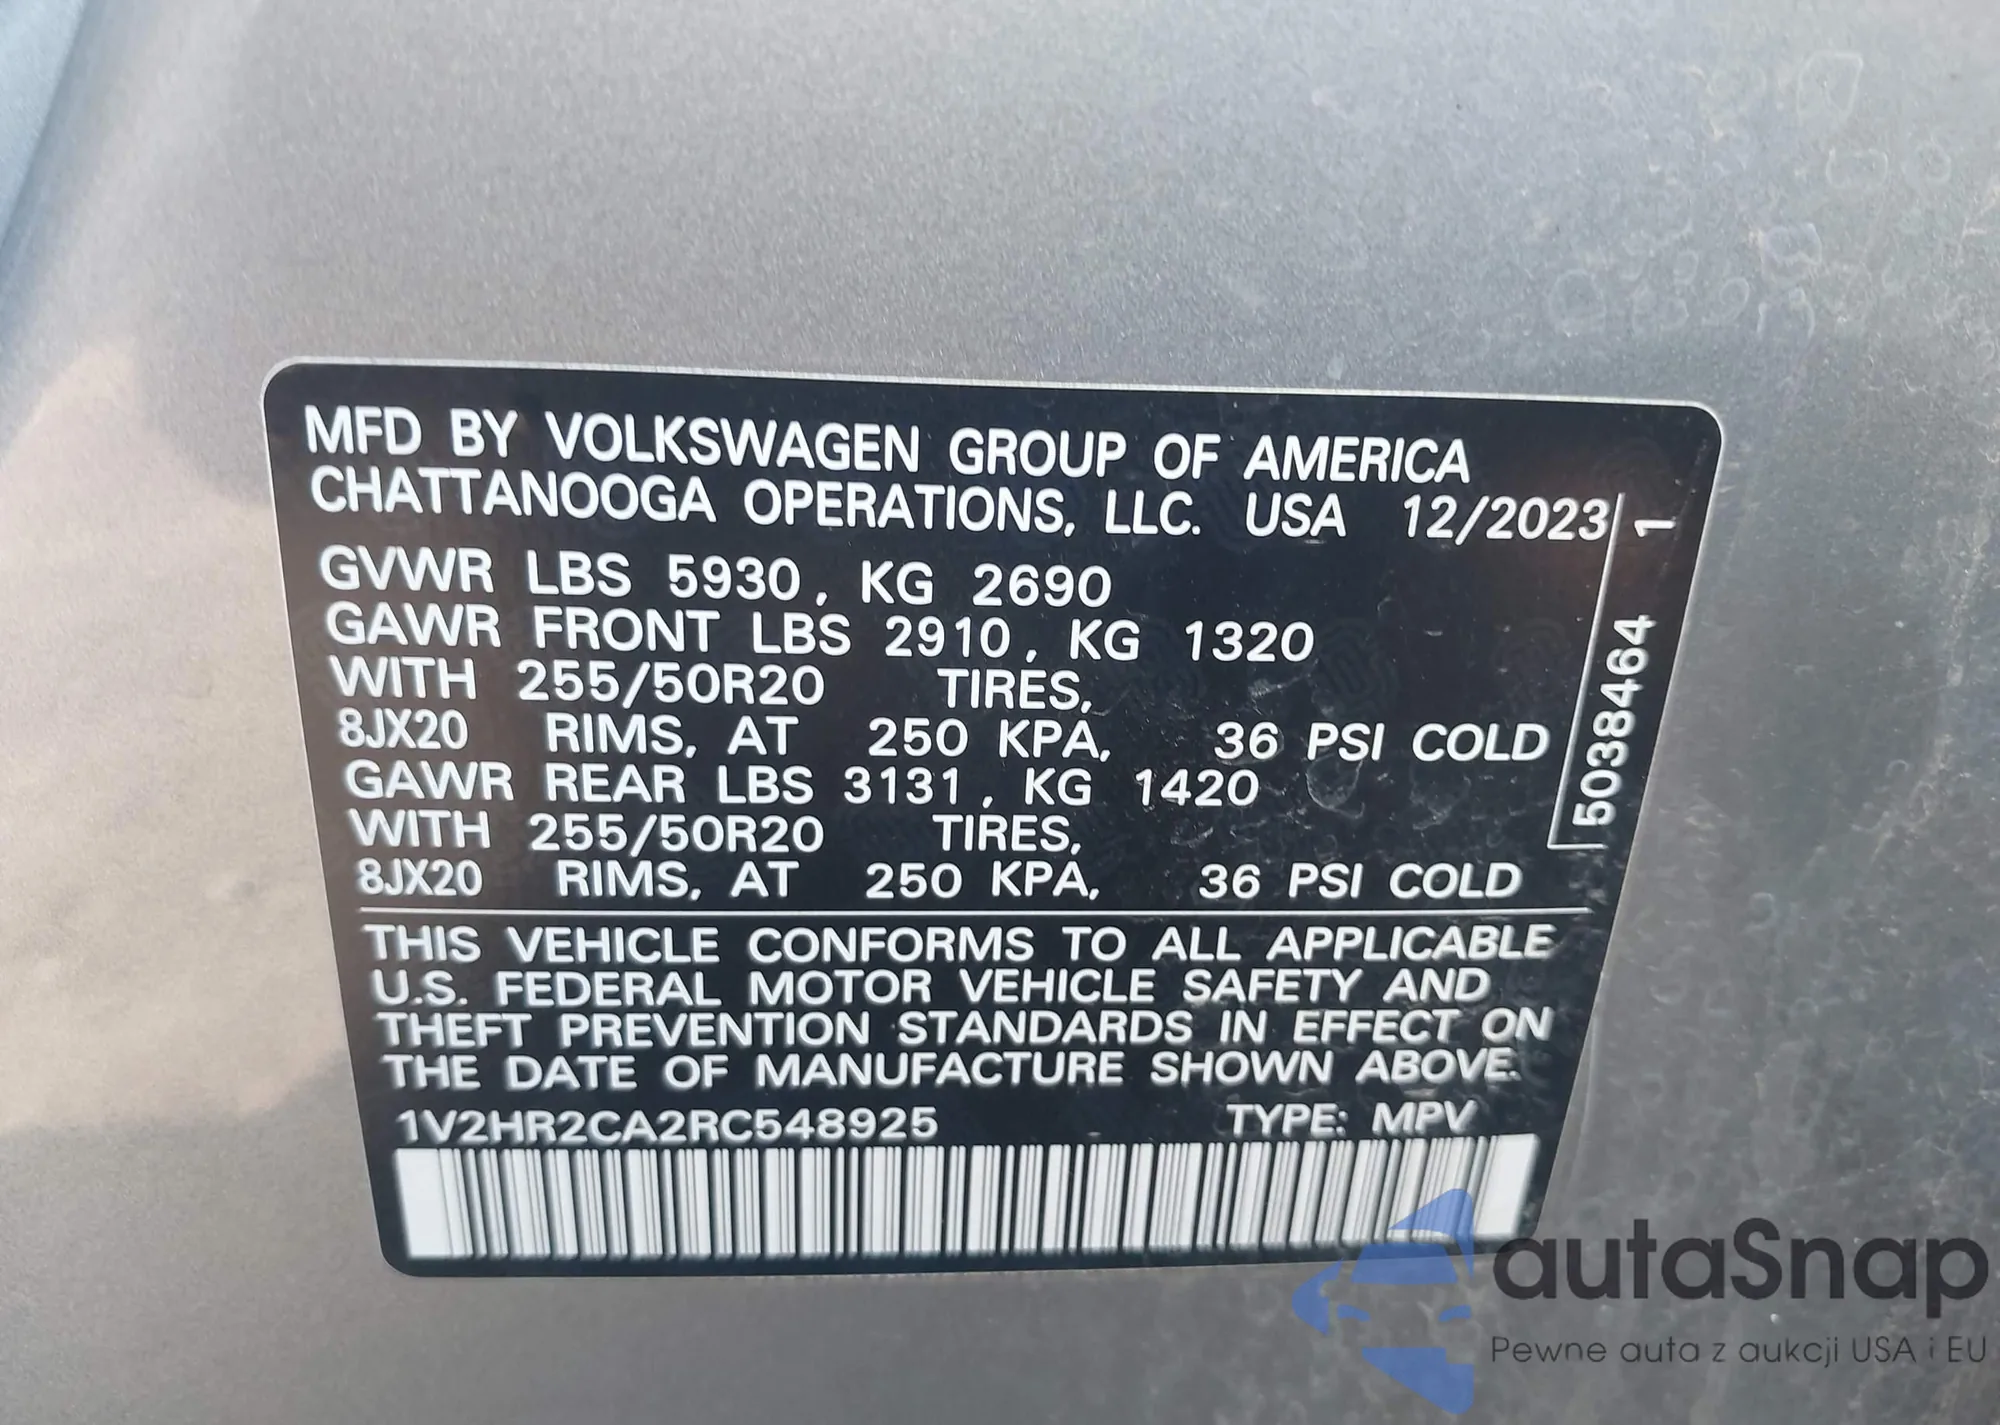 MFD BY VOLKSWAGEN GROUP OF AMERICA
CHATTANOOGA OPERATIONS, LLC. USA 12/2023
GVWR LBS 5930, KG 2690
GAWR FRONT LBS 2910, KG 1320
WITH 255/50R20 TIRES,
8JX20 RIMS, AT 250 KPA, 36 PSI COLD
GAWR REAR LBS 3131, KG 1420
WITH 255/50R20 TIRES,
8JX20 RIMS, AT 250 KPA, 36 PSI COLD
5038464 1
THIS VEHICLE CONFORMS TO ALL APPLICABLE
U.S. FEDERAL MOTOR VEHICLE SAFETY AND
THEFT PREVENTION STANDARDS IN EFFECT ON
THE DATE OF MANUFACTURE SHOWN ABOVE.
1V2HR2CA2RC548925 TYPE: MPV
autaSnap
Pewne auta z aukcji USA i EU